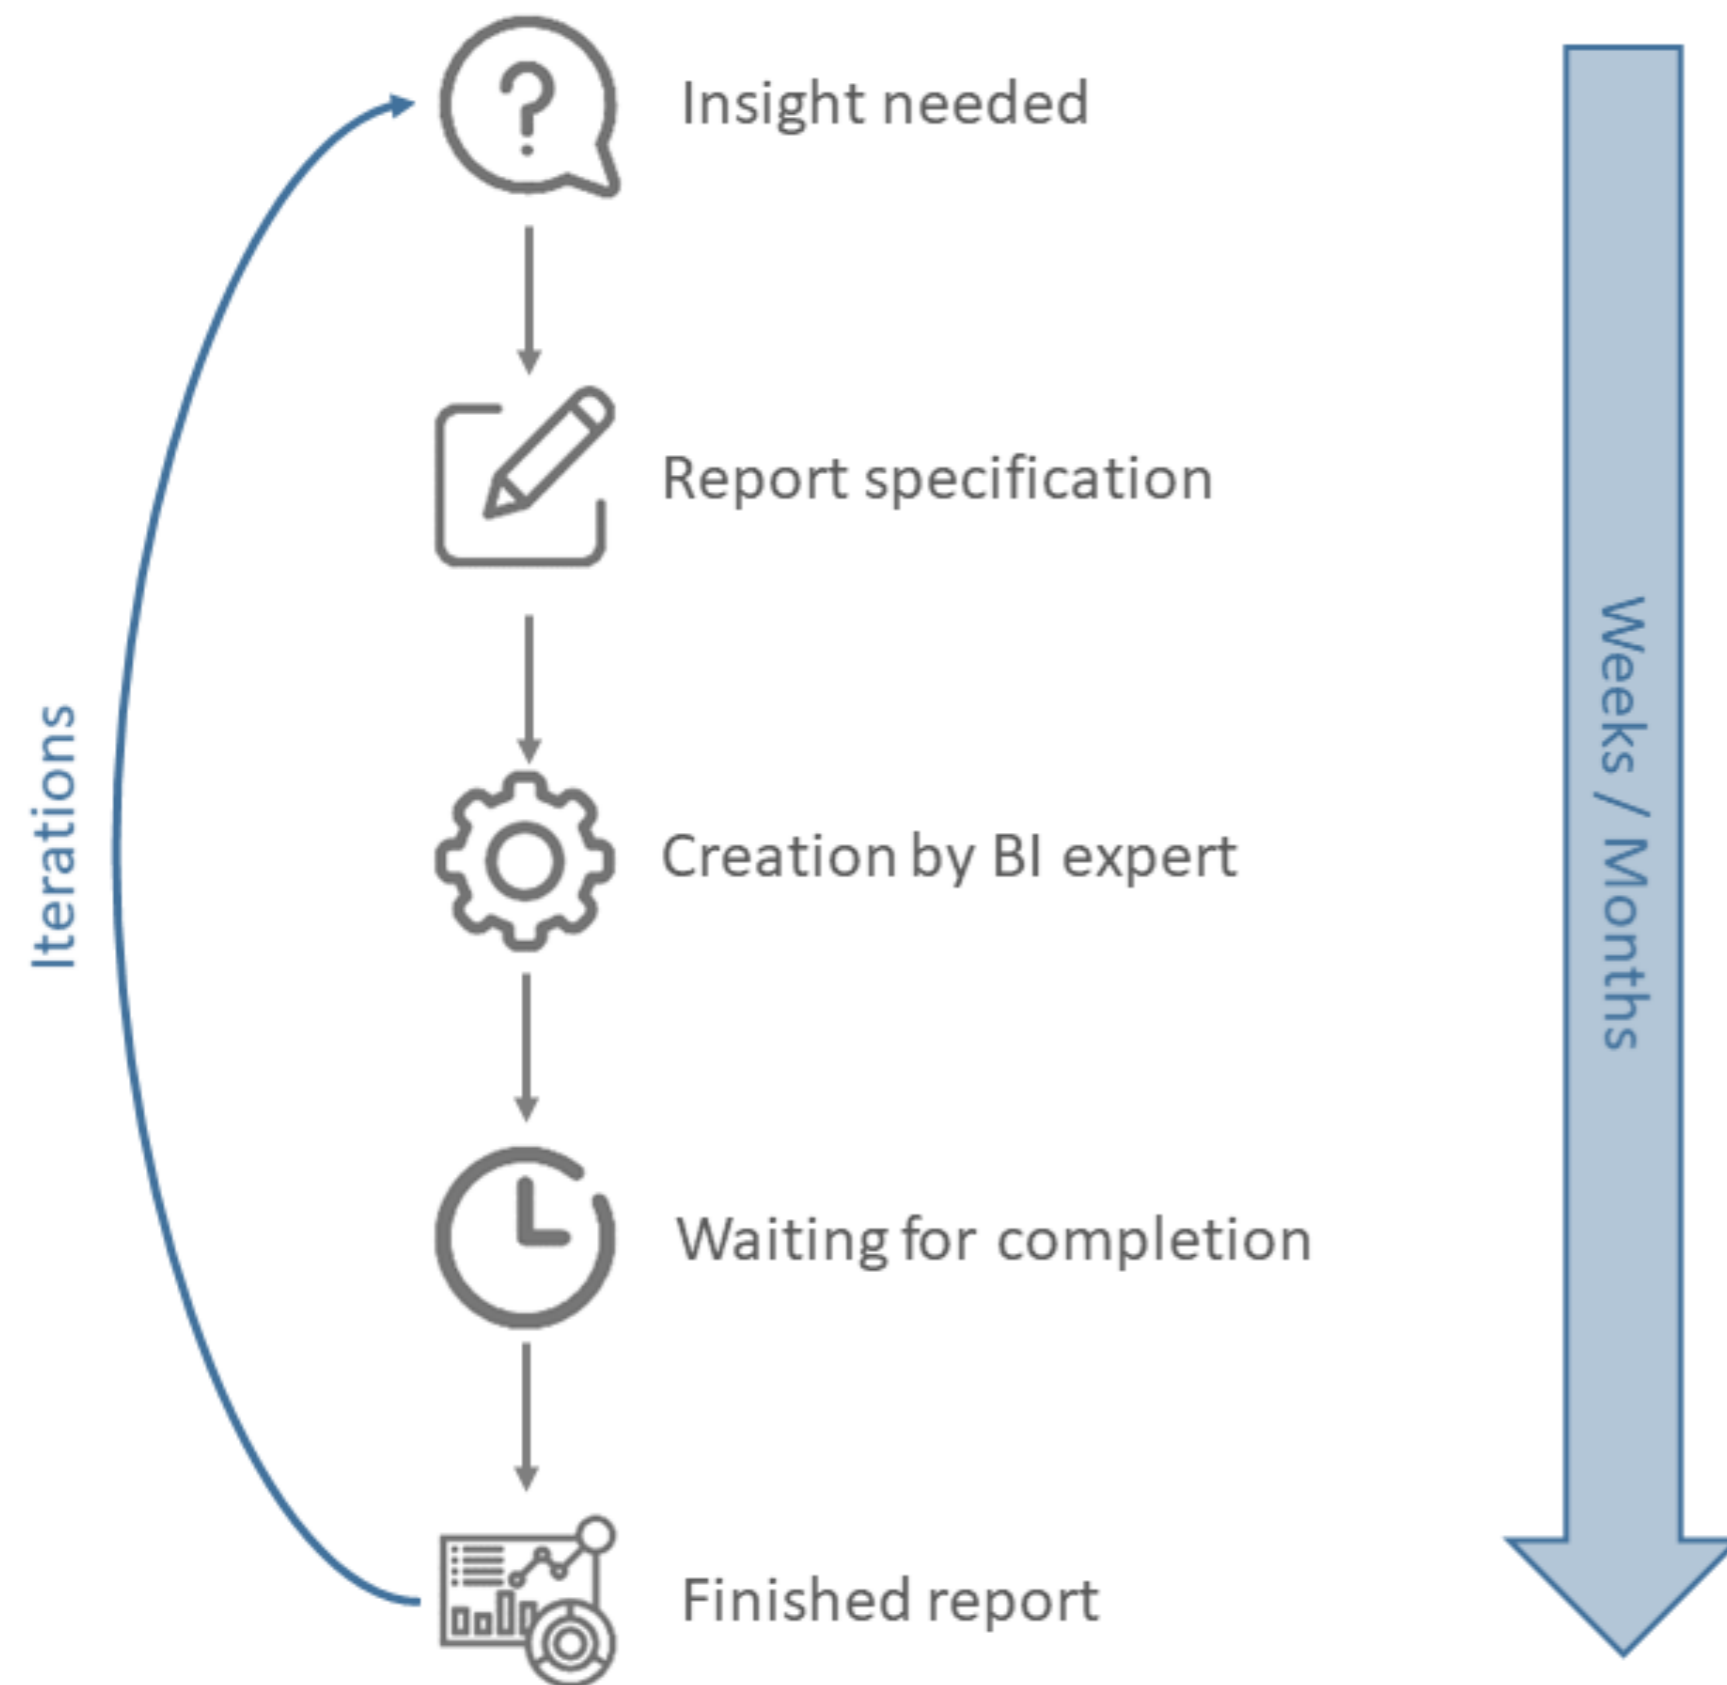 Insight needed
Report specification
Iterations
Creation by BI expert
Weeks / Months
Waiting for completion
Finished report